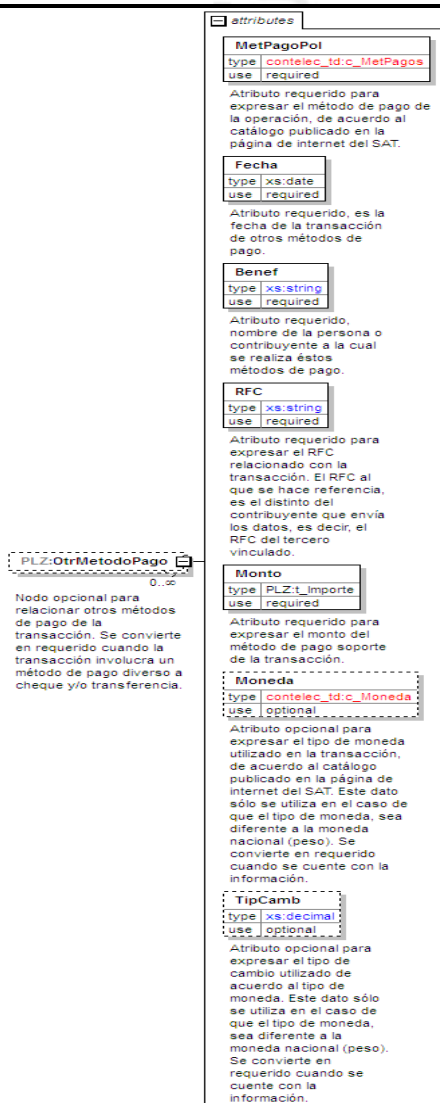 attributes
MetPagoPol
type contelec_td:c_MetPagos
use required
Atributo requerido para
expresar el método de pago de
la operación, de acuerdo al
catálogo publicado en la
página de internet del SAT.
Fecha
type xs:date
use required
Atributo requerido, es la
fecha de la transacción
de otros métodos de
pago.
Benef
type xs:string
use required
Atributo requerido,
nombre de la persona o
contribuyente a la cual
se realiza éstos
métodos de pago.
RFC
type xs:string
use required
Atributo requerido para
expresar el RFC
relacionado con la
transacción. El RFC al
que se hace referencia,
es el distinto del
contribuyente que envía
los datos, es decir, el
RFC del tercero
vinculado.
PLZ:OtrMetodoPago
0..∞
Nodo opcional para
relacionar otros métodos
de pago de la
transacción. Se convierte
en requerido cuando la
transacción involucra un
método de pago diverso a
cheque y/o transferencia.
Monto
type PLZ:t_Importe
use required
Atributo requerido para
expresar el monto del
método de pago soporte
de la transacción.
Moneda
type contelec_td:c_Moneda
use optional
Atributo opcional para
expresar el tipo de moneda
utilizado en la transacción,
de acuerdo al catálogo
publicado en la página de
internet del SAT. Este dato
sólo se utiliza en el caso de
que el tipo de moneda, sea
diferente a la moneda
nacional (peso). Se
convierte en requerido
cuando se cuente con la
información.
TipCamb
type xs:decimal
use optional
Atributo opcional para
expresar el tipo de
cambio utilizado de
acuerdo al tipo de
moneda. Este dato sólo
se utiliza en el caso de
que el tipo de moneda,
sea diferente a la
moneda nacional (peso).
Se convierte en
requerido cuando se
cuente con la
información.